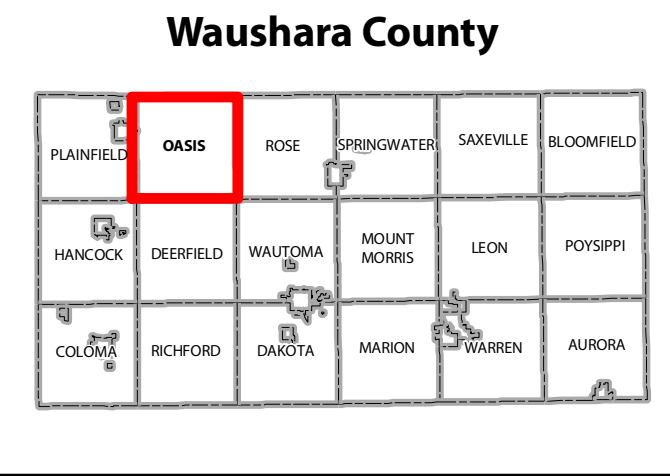 Waushara County
PLAINFIELD
OASIS
ROSE
SPRINGWATER
SAXEVILLE
BLOOMFIELD
HANCOCK
DEERFIELD
WAUTOMA
MOUNT
MORRIS
LEON
POYSIPPI
COLOMA
RICHFORD
DAKOTA
MARION
WARREN
AURORA